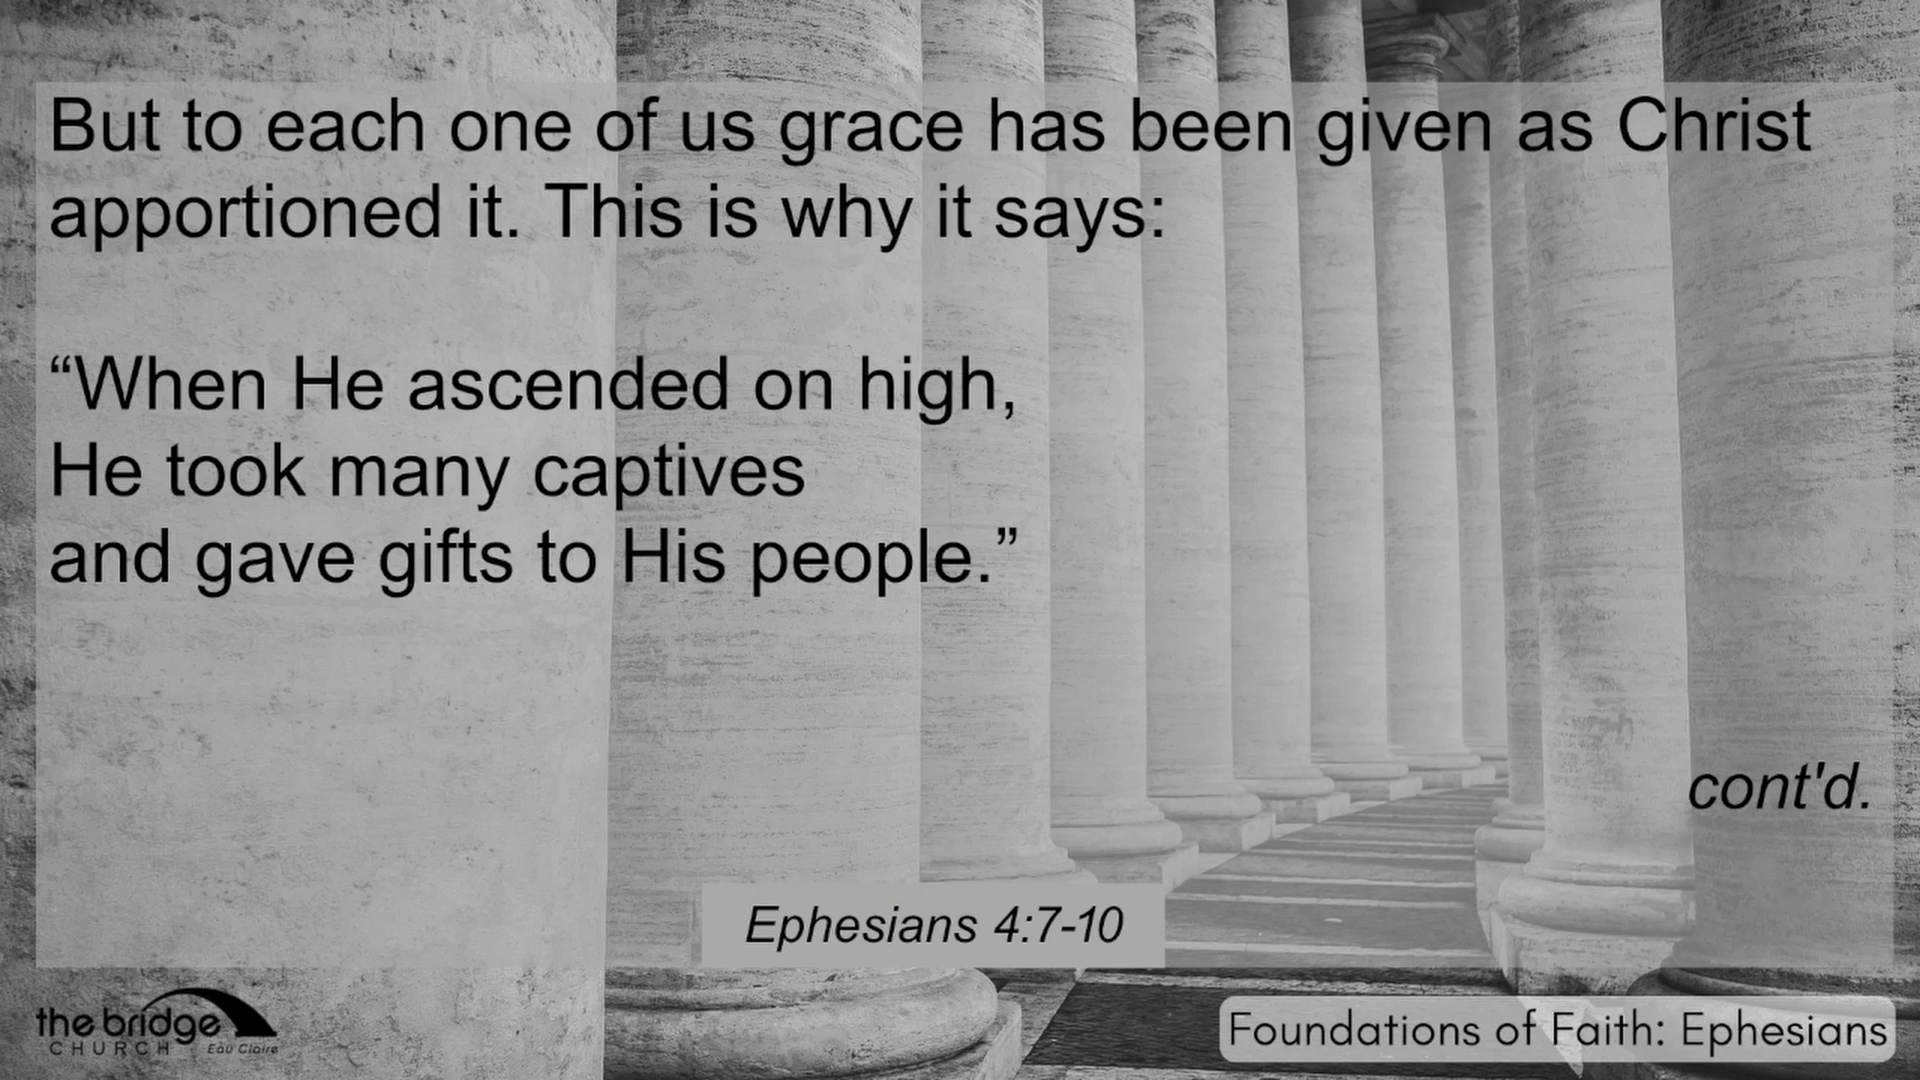 But to each one of us grace has been given as Christ
apportioned it. This is why it says:
“When He ascended on high,
He took many captives
and gave gifts to His people.”
cont'd.
Ephesians 4:7-10
the bridge
CHURCH Eau Claire
Foundations of Faith: Ephesians